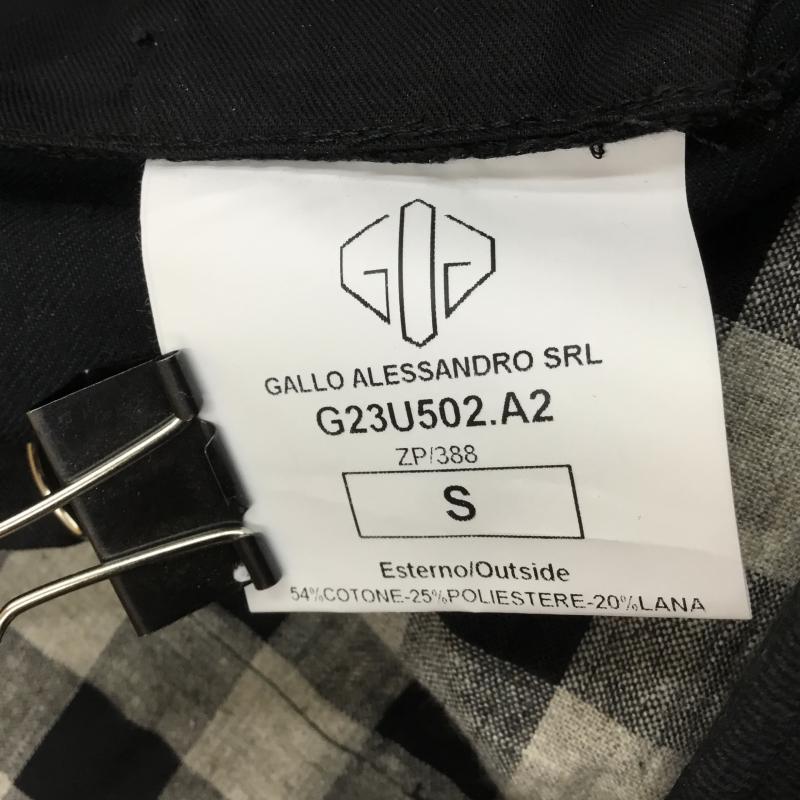 GALLO ALESSANDRO SRL
G23U502.A2
ZP/388
S
Esterno/Outside
54%COTONE-25%POLIESTERE-20%LANA